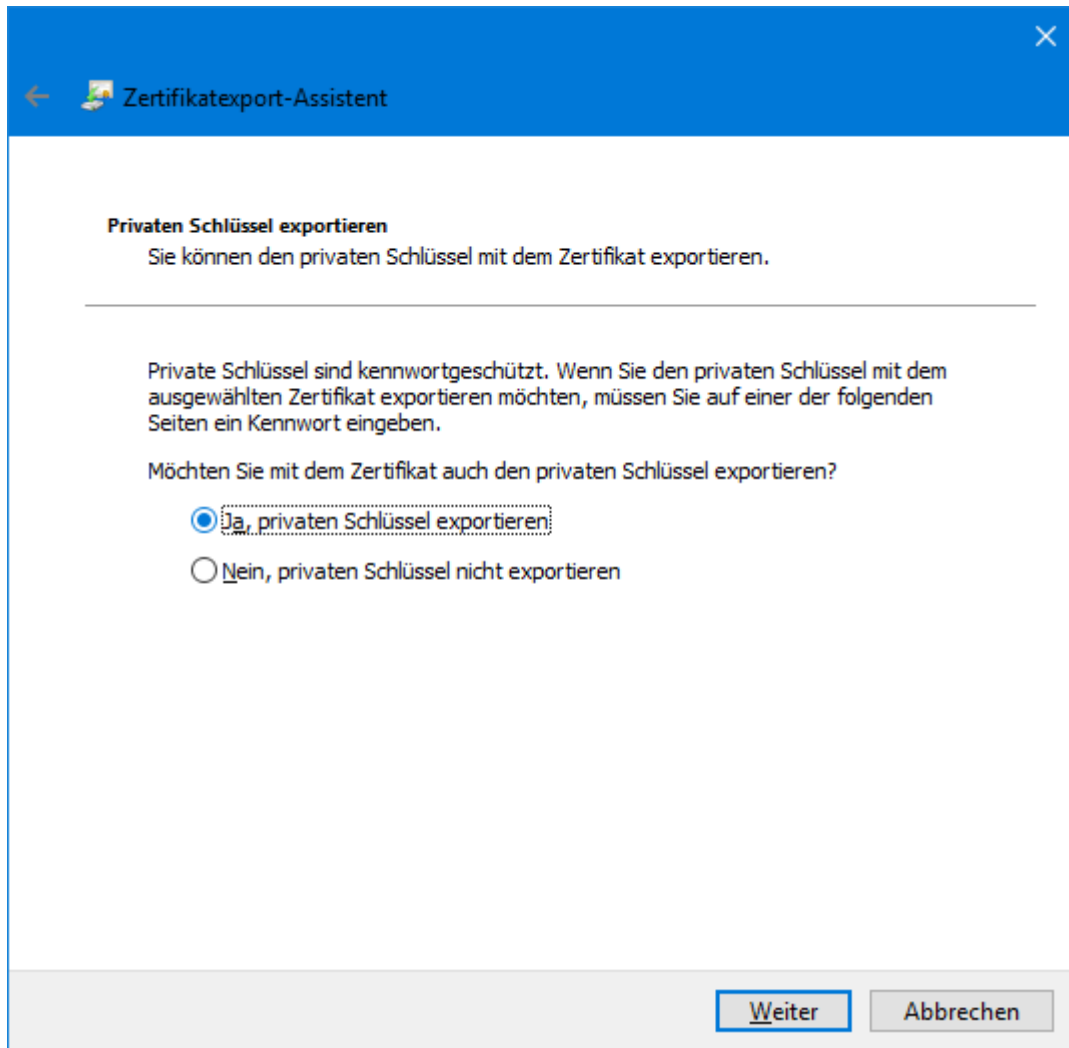 Zertifikatexport-Assistent
Privaten Schlüssel exportieren
Sie können den privaten Schlüssel mit dem Zertifikat exportieren.
Private Schlüssel sind kennwortgeschützt. Wenn Sie den privaten Schlüssel mit dem
ausgewählten Zertifikat exportieren möchten, müssen Sie auf einer der folgenden
Seiten ein Kennwort eingeben.
Möchten Sie mit dem Zertifikat auch den privaten Schlüssel exportieren?
Ja, privaten Schlüssel exportieren
Nein, privaten Schlüssel nicht exportieren
Weiter
Abbrechen